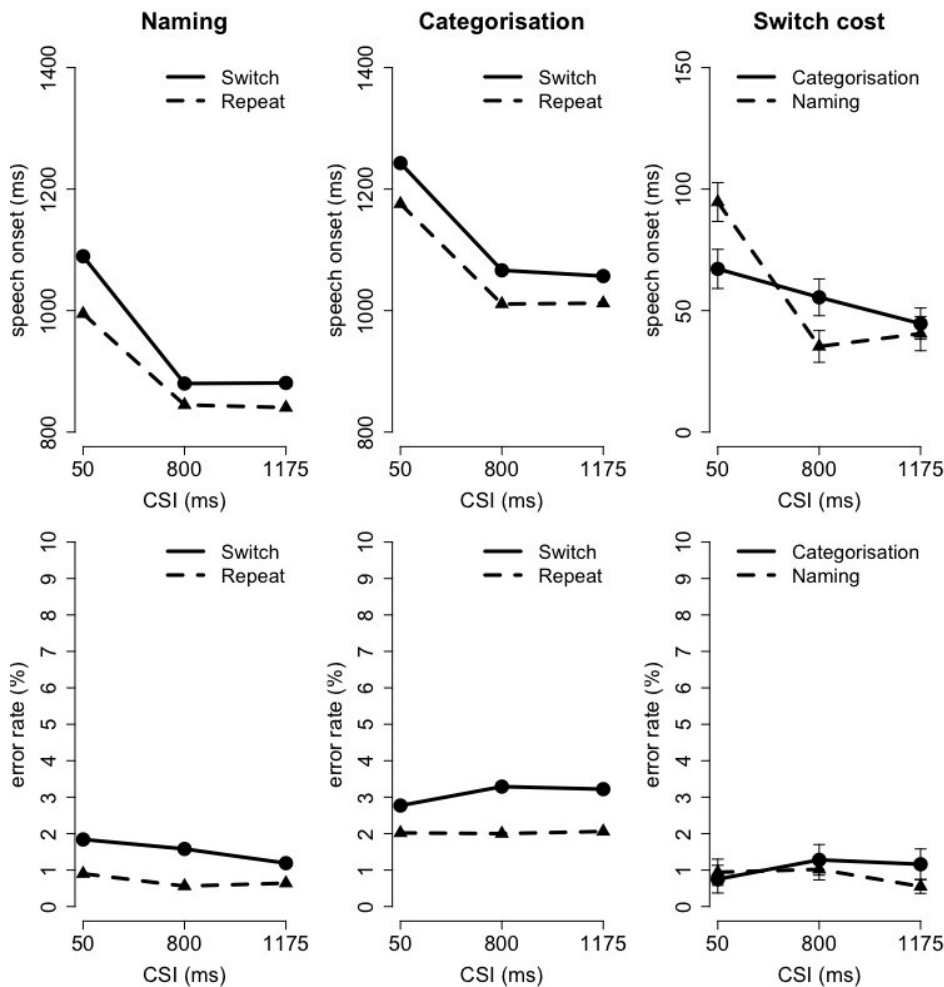 Naming
Categorisation
Switch cost
speech onset (ms)
800 1000 1200 1400
Switch
Repeat
50 800 1175
CSI (ms)
speech onset (ms)
800 1000 1200 1400
Switch
Repeat
50 800 1175
CSI (ms)
speech onset (ms)
0 50 100 150
Categorisation
Naming
50 800 1175
CSI (ms)
error rate (%)
0 1 2 3 4 5 6 7 8 9 10
Switch
Repeat
50 800 1175
CSI (ms)
error rate (%)
0 1 2 3 4 5 6 7 8 9 10
Switch
Repeat
50 800 1175
CSI (ms)
error rate (%)
0 1 2 3 4 5 6 7 8 9 10
Categorisation
Naming
50 800 1175
CSI (ms)